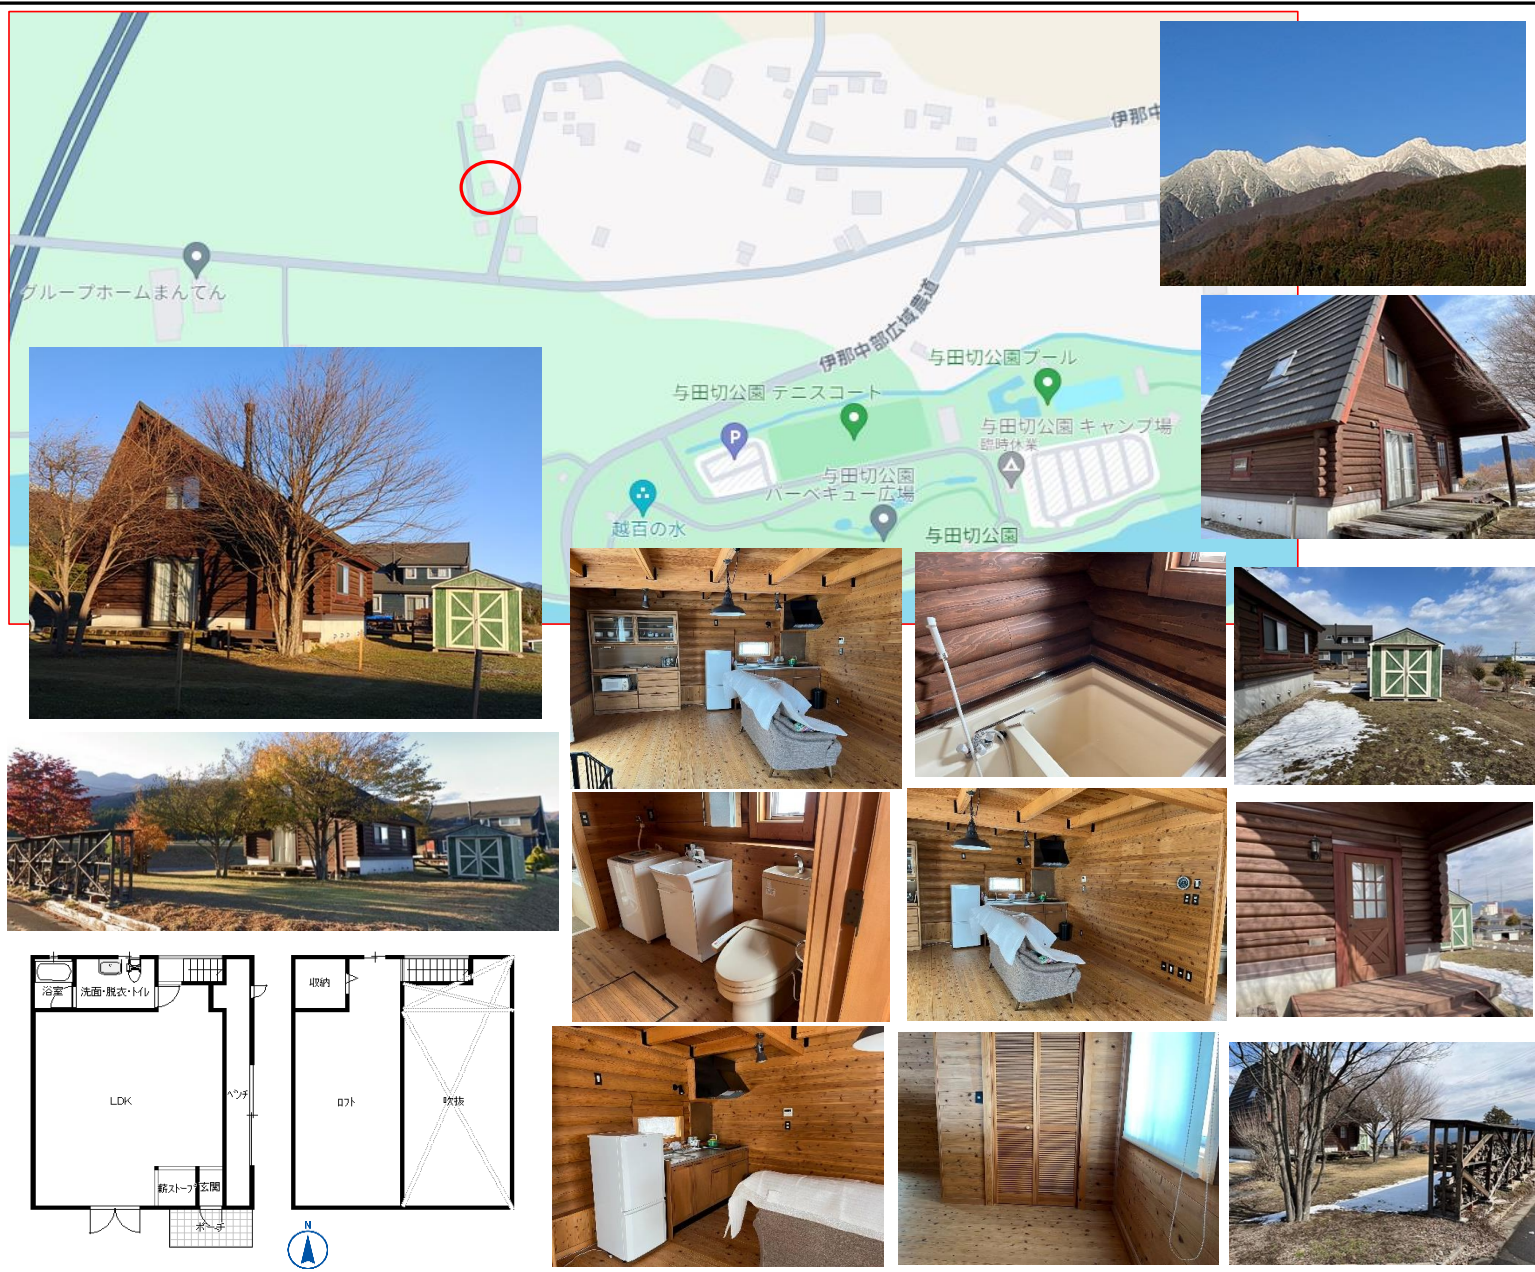 伊那中
グループホームまんてん
伊那中部広域農道
与田切公園プール
与田切公園 テニスコート
与田切公園 キャンプ場
臨時休業
P
与田切公園
バーベキュー広場
越百の水
与田切公園
浴室
洗面・脱衣・トイレ
LDK
ベンチ
薪ストーブ
玄関
ポーチ
収納
ロフト
吹抜
N